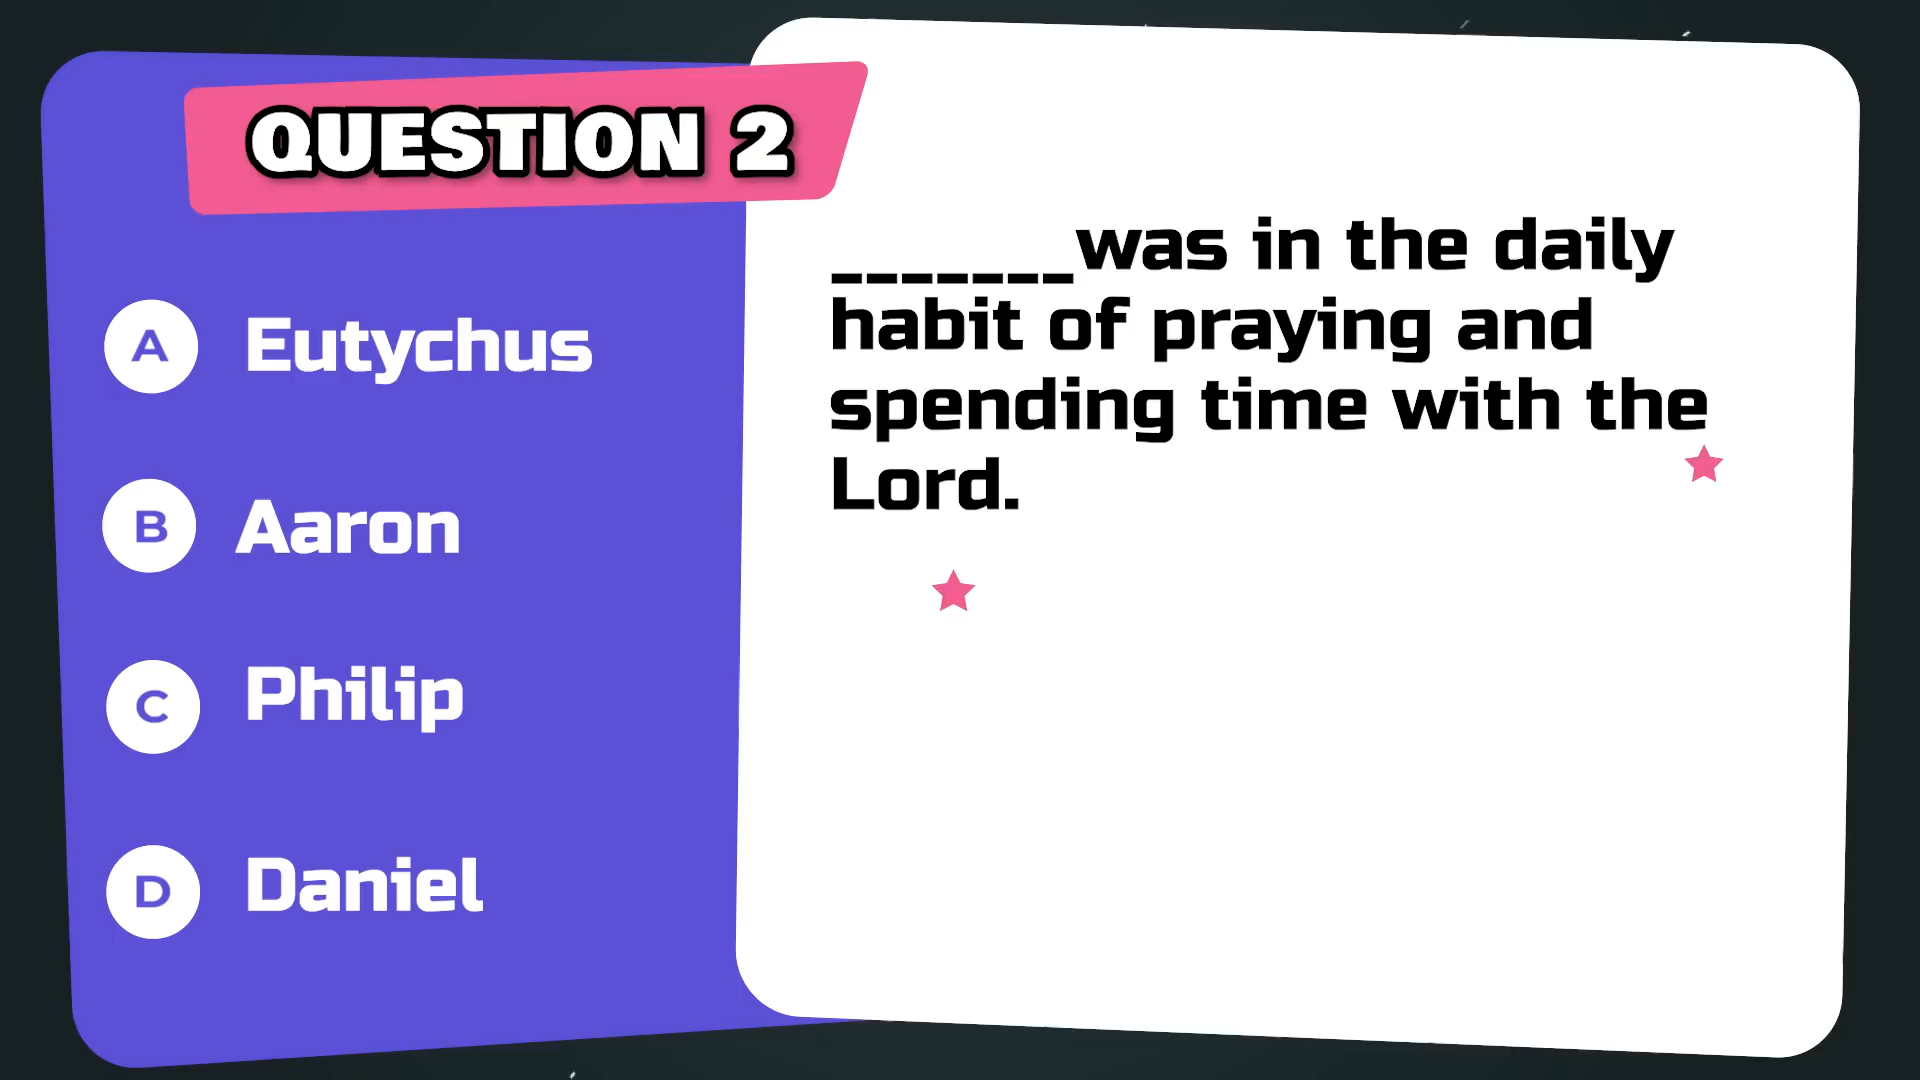 QUESTION 2
A Eutychus
B Aaron
C Philip
D Daniel
_______was in the daily
habit of praying and
spending time with the
Lord.